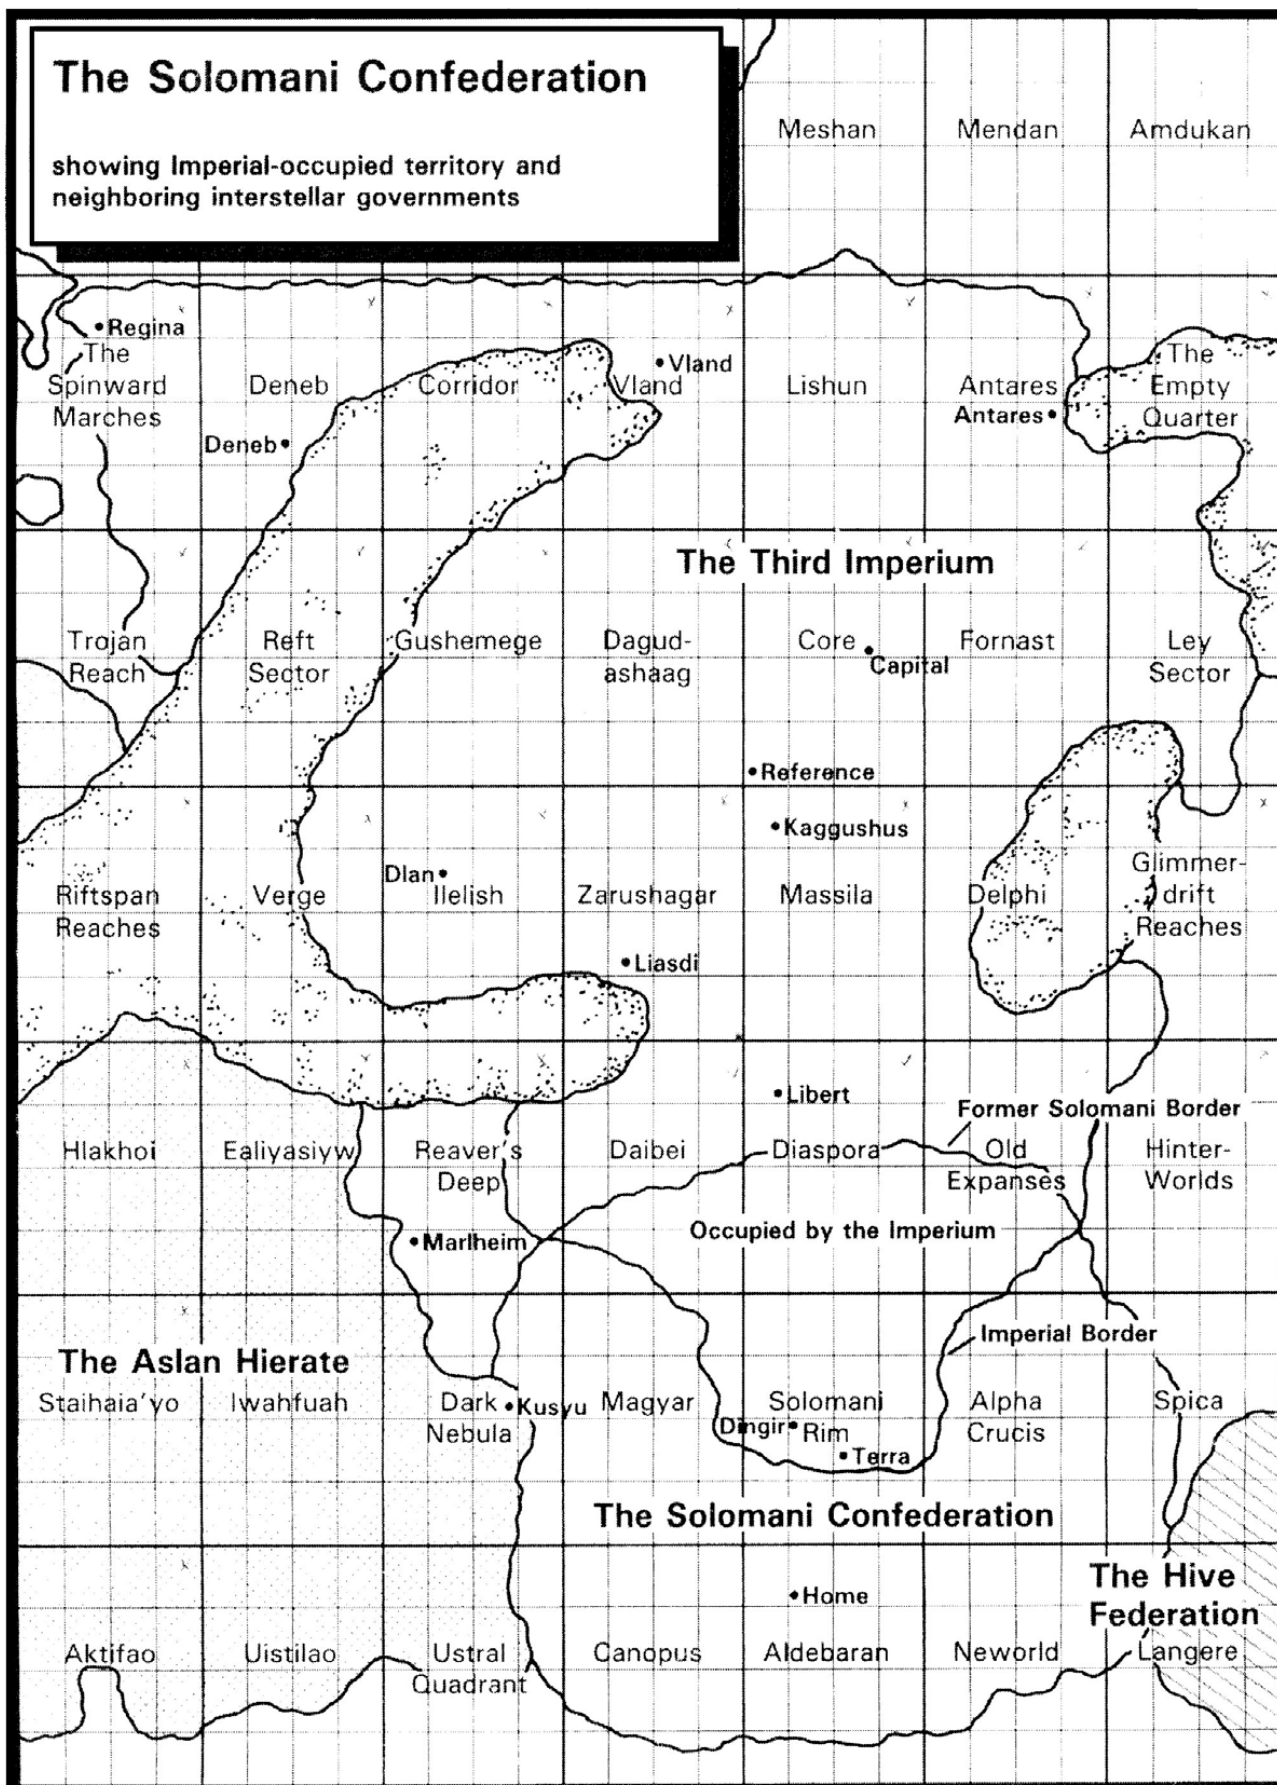 The Solomani Confederation
showing Imperial-occupied territory and
neighboring interstellar governments
Meshan
Mendan
Amdukan
Regina
The
Spinward
Marches
Deneb
Deneb
Corridor
Vland
Vland
Lishun
Antares
Antares
The
Empty
Quarter
The Third Imperium
Trojan
Reach
Reft
Sector
Gushemege
Dagud-
ashaag
Core
Capital
Fornast
Ley
Sector
Reference
Kaggushus
Riftspan
Reaches
Verge
Dlan
Ilelish
Zarushagar
Massila
Delphi
Glimmer-
drift
Reaches
Liasdi
Libert
Former Solomani Border
Hlakhoi
Ealiyasiyw
Reaver's
Deep
Daibei
Diaspora
Old
Expanses
Hinter-
Worlds
Occupied by the Imperium
Marlheim
Imperial Border
The Aslan Hierate
Staihaia'yo
Iwahfuah
Dark
Nebula
Kusyu
Magyar
Solomani
Rim
Dingir
Terra
Alpha
Crucis
Spica
The Solomani Confederation
The Hive
Federation
Home
Aktifao
Uistilao
Ustral
Quadrant
Canopus
Aldebaran
Neworld
Langere